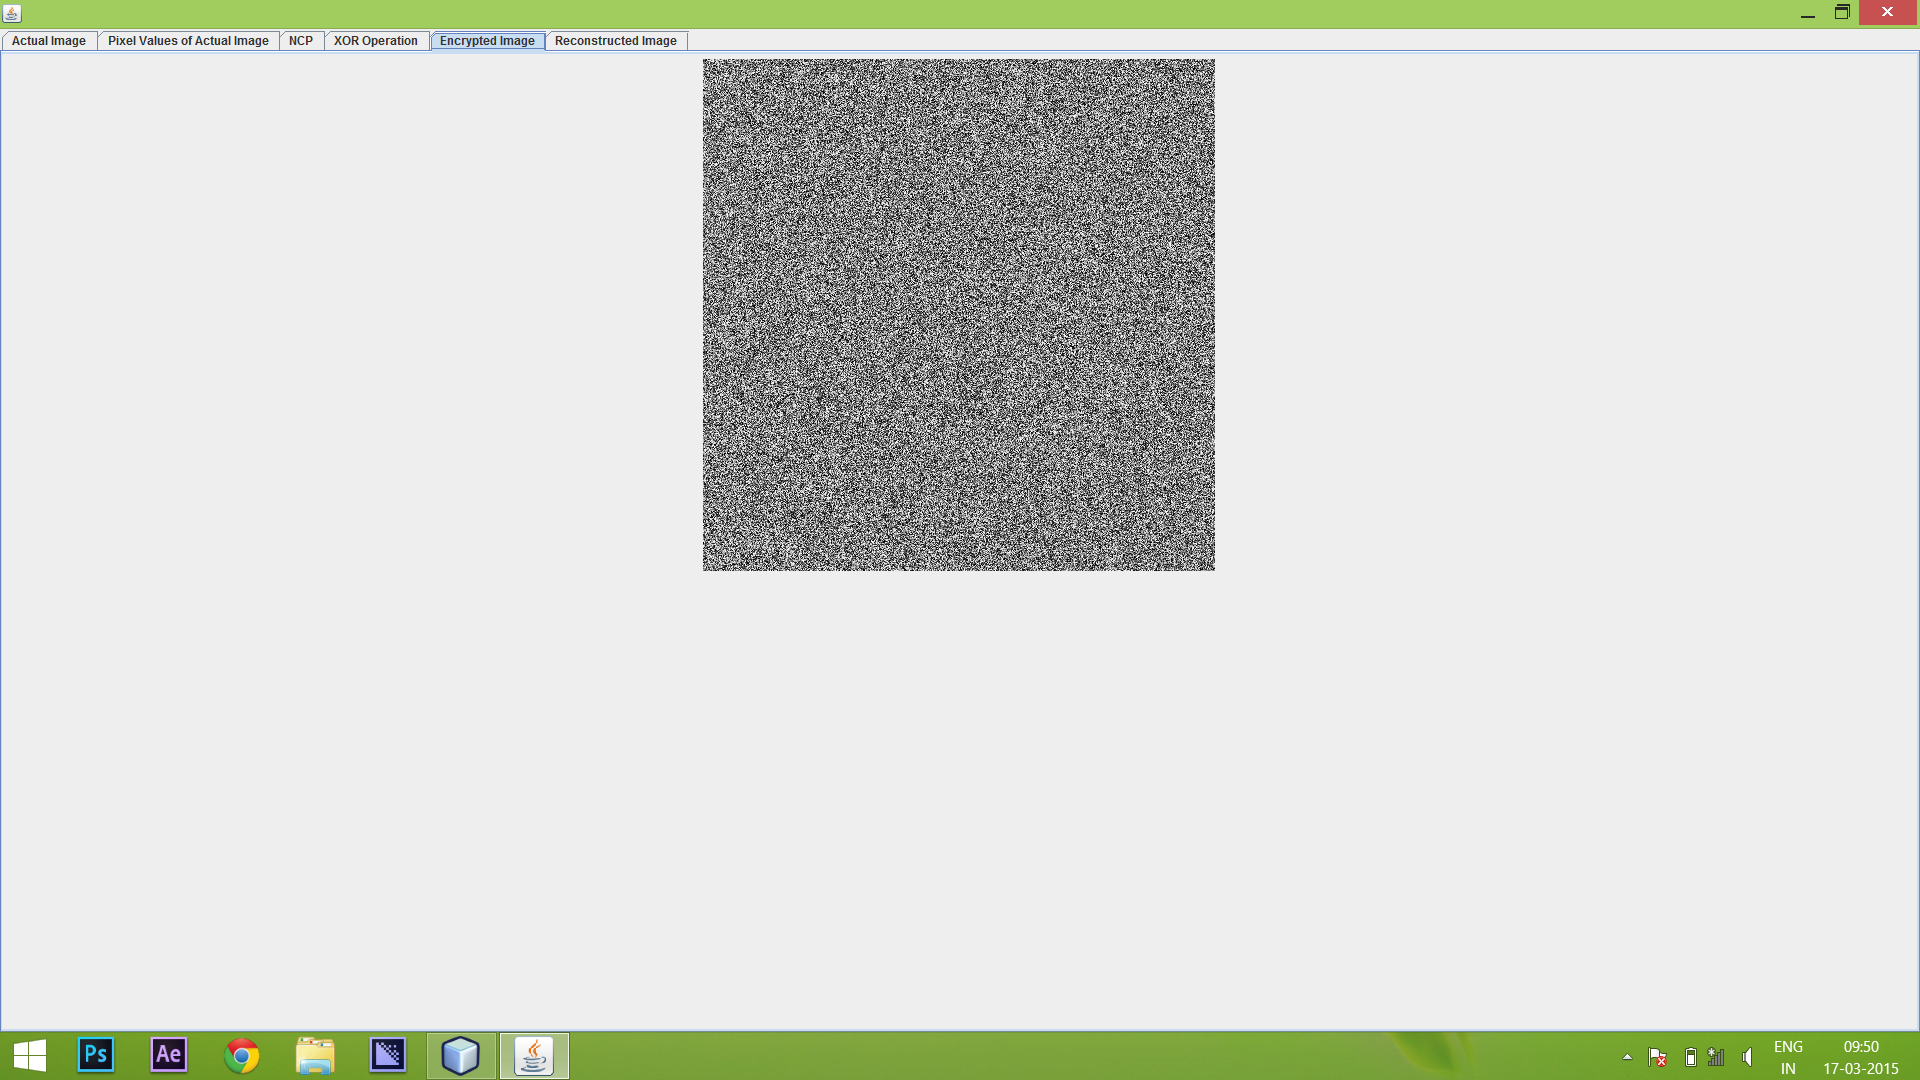 Actual Image Pixel Values of Actual Image NCP XOR Operation Encrypted Image Reconstructed Image
Ps Ae ENG 09:50
IN 17-03-2015